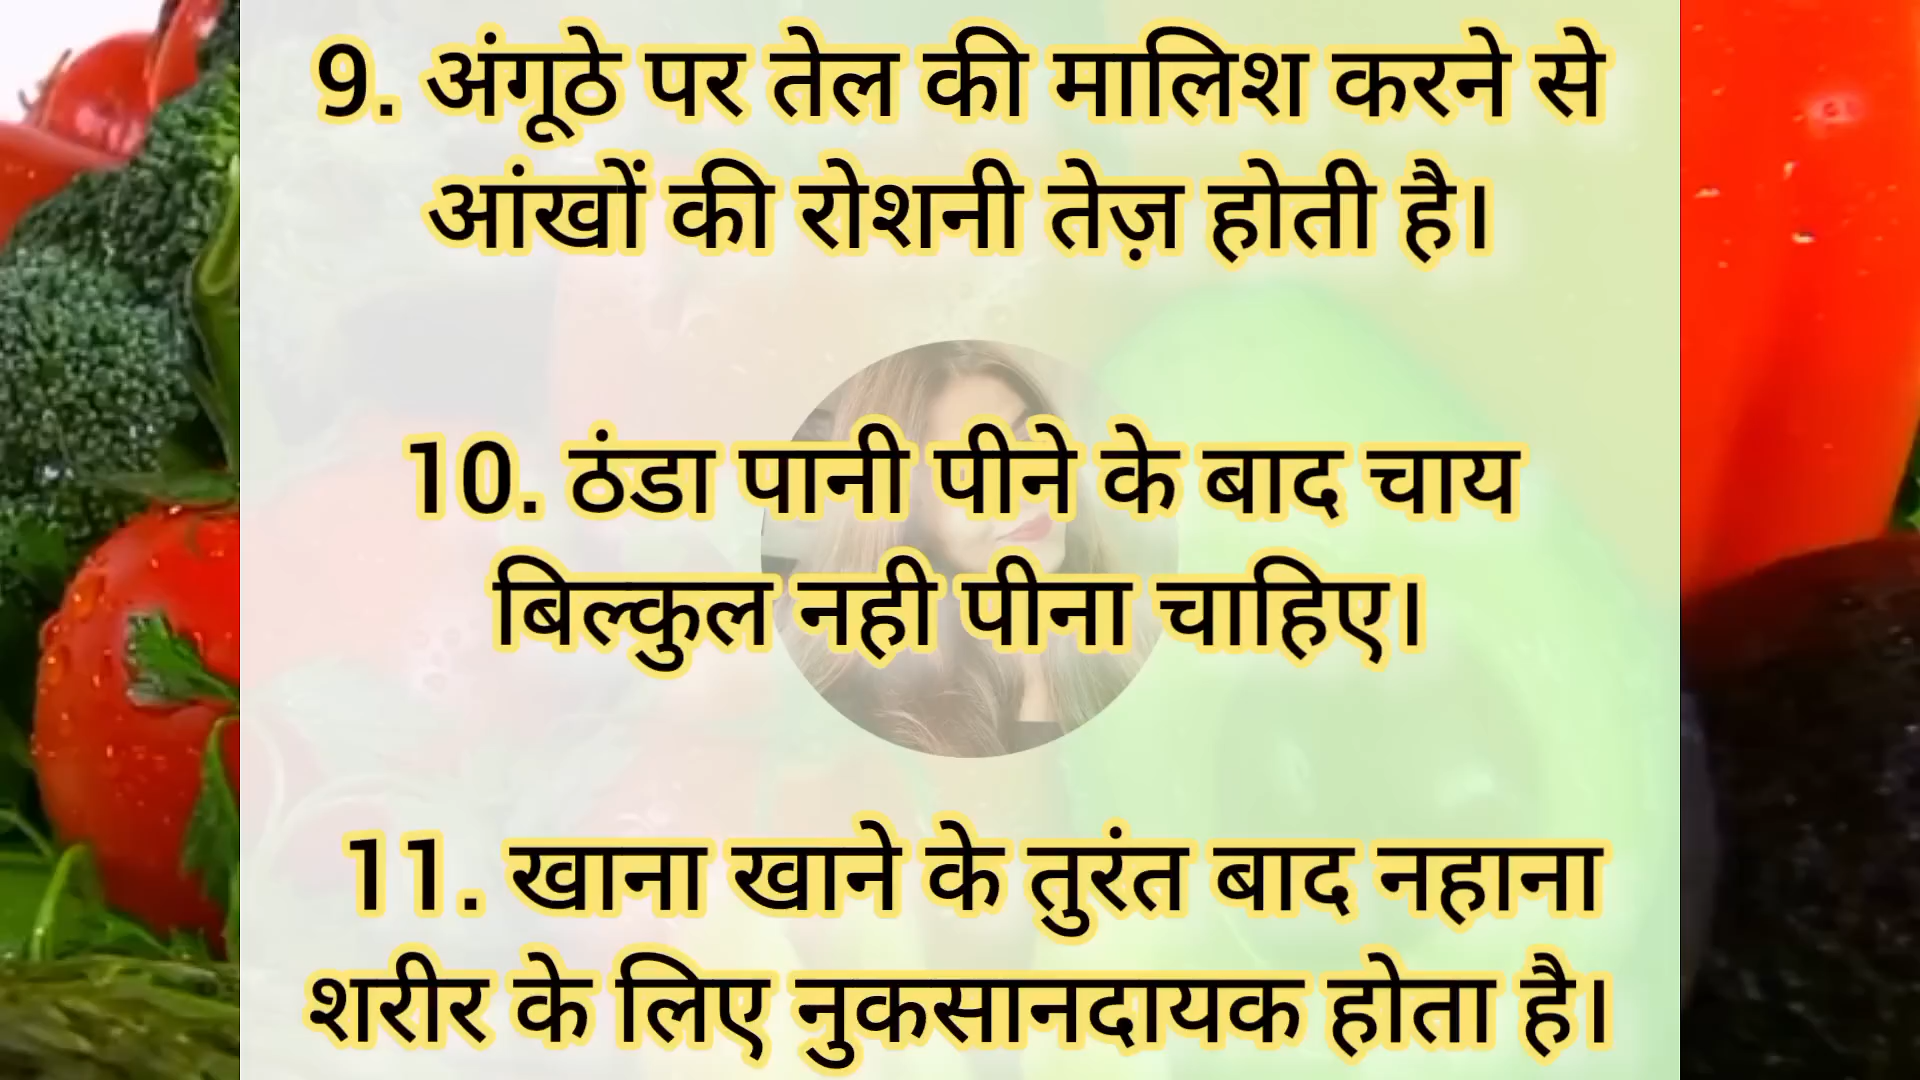 9. अंगूठे पर तेल की मालिश करने से
आंखों की रोशनी तेज़ होती है।
10. ठंडा पानी पीने के बाद चाय
बिल्कुल नही पीना चाहिए।
11. खाना खाने के तुरंत बाद नहाना
शरीर के लिए नुकसानदायक होता है।